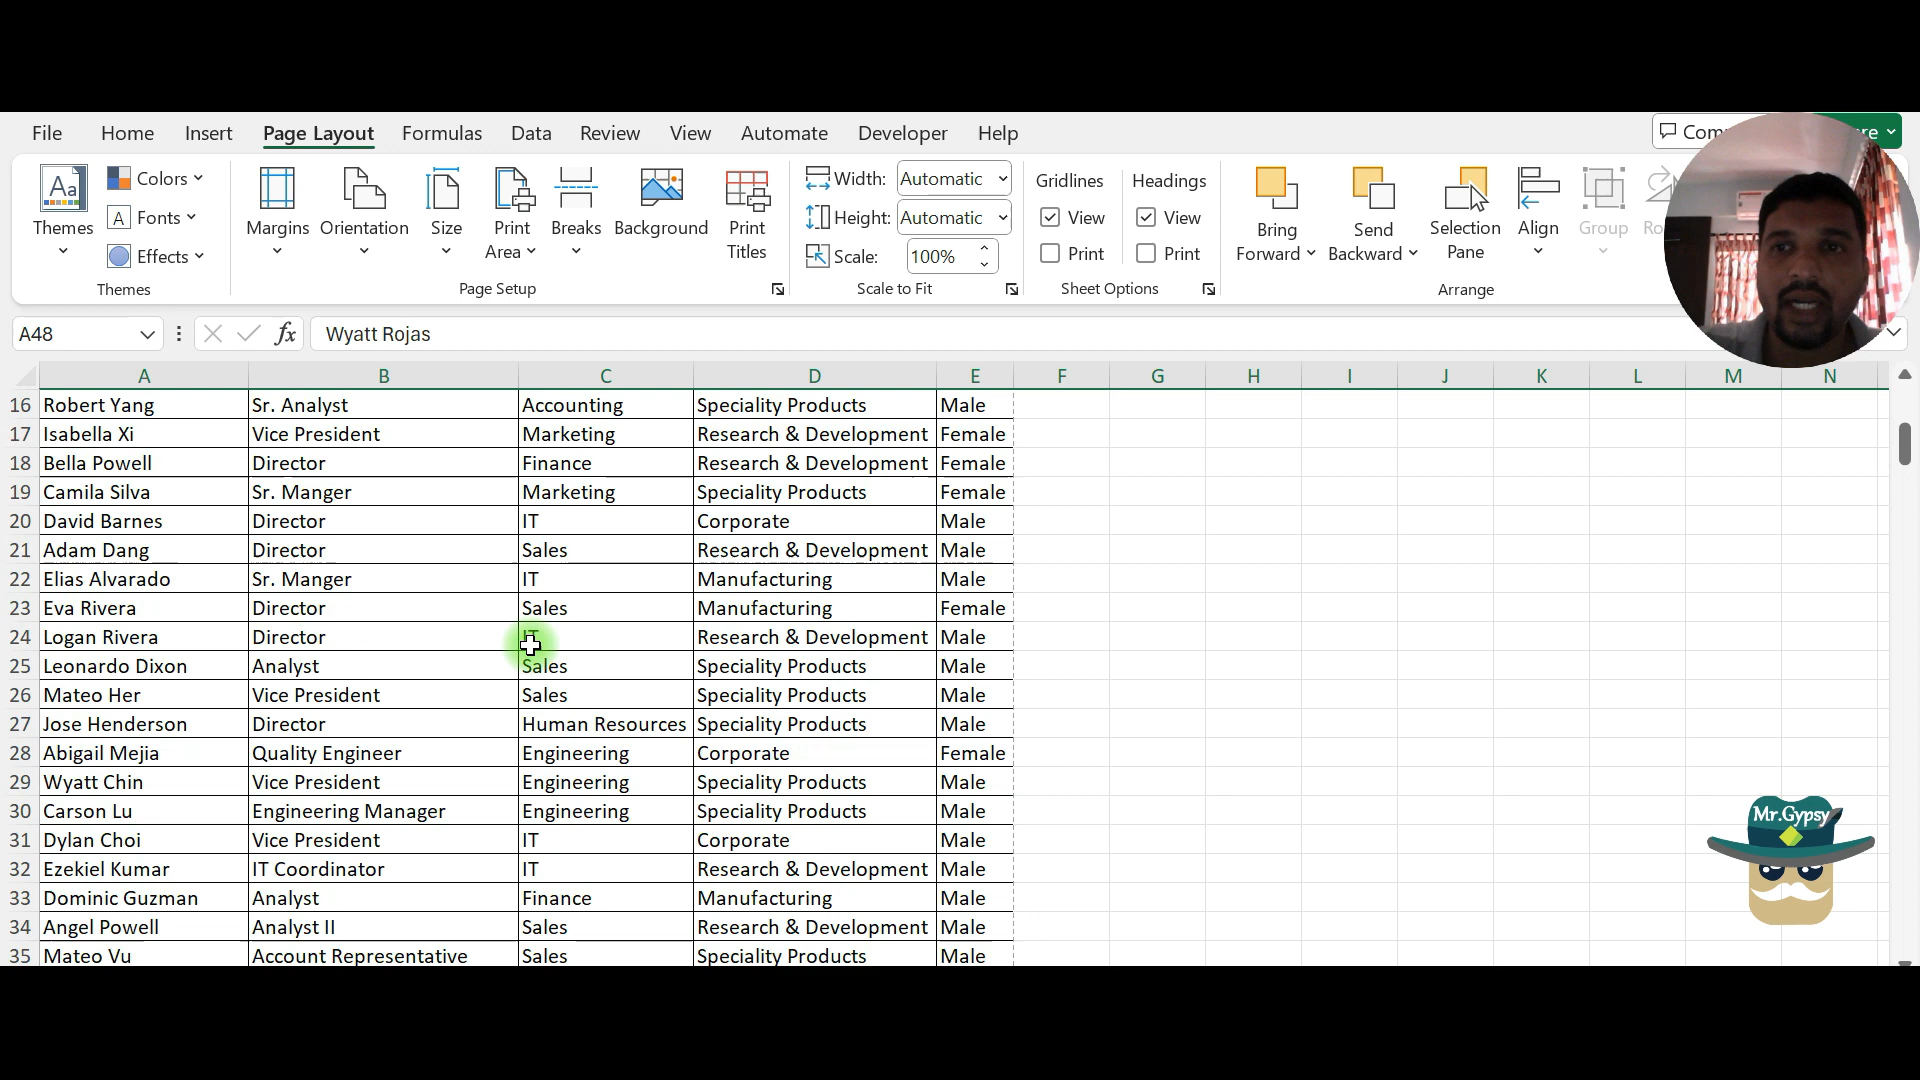 File Home Insert Page Layout Formulas Data Review View Automate Developer Help
Themes Colors Fonts Effects Themes
Margins Orientation Size Print Area Breaks Background Print Titles Page Setup
Width: Automatic
Height: Automatic
Scale: 100%
Scale to Fit
Gridlines View Print
Headings View Print
Sheet Options
Bring Forward Send Backward Selection Pane Align Group
Arrange
A48 fx Wyatt Rojas
A B C D E F G H I J K L M N
16 Robert Yang Sr. Analyst Accounting Speciality Products Male
17 Isabella Xi Vice President Marketing Research & Development Female
18 Bella Powell Director Finance Research & Development Female
19 Camila Silva Sr. Manger Marketing Speciality Products Female
20 David Barnes Director IT Corporate Male
21 Adam Dang Director Sales Research & Development Male
22 Elias Alvarado Sr. Manger IT Manufacturing Male
23 Eva Rivera Director Sales Manufacturing Female
24 Logan Rivera Director IT Research & Development Male
25 Leonardo Dixon Analyst Sales Speciality Products Male
26 Mateo Her Vice President Sales Speciality Products Male
27 Jose Henderson Director Human Resources Speciality Products Male
28 Abigail Mejia Quality Engineer Engineering Corporate Female
29 Wyatt Chin Vice President Engineering Speciality Products Male
30 Carson Lu Engineering Manager Engineering Speciality Products Male
31 Dylan Choi Vice President IT Corporate Male
32 Ezekiel Kumar IT Coordinator IT Research & Development Male
33 Dominic Guzman Analyst Finance Manufacturing Male
34 Angel Powell Analyst II Sales Research & Development Male
35 Mateo Vu Account Representative Sales Speciality Products Male
Mr.Gypsy